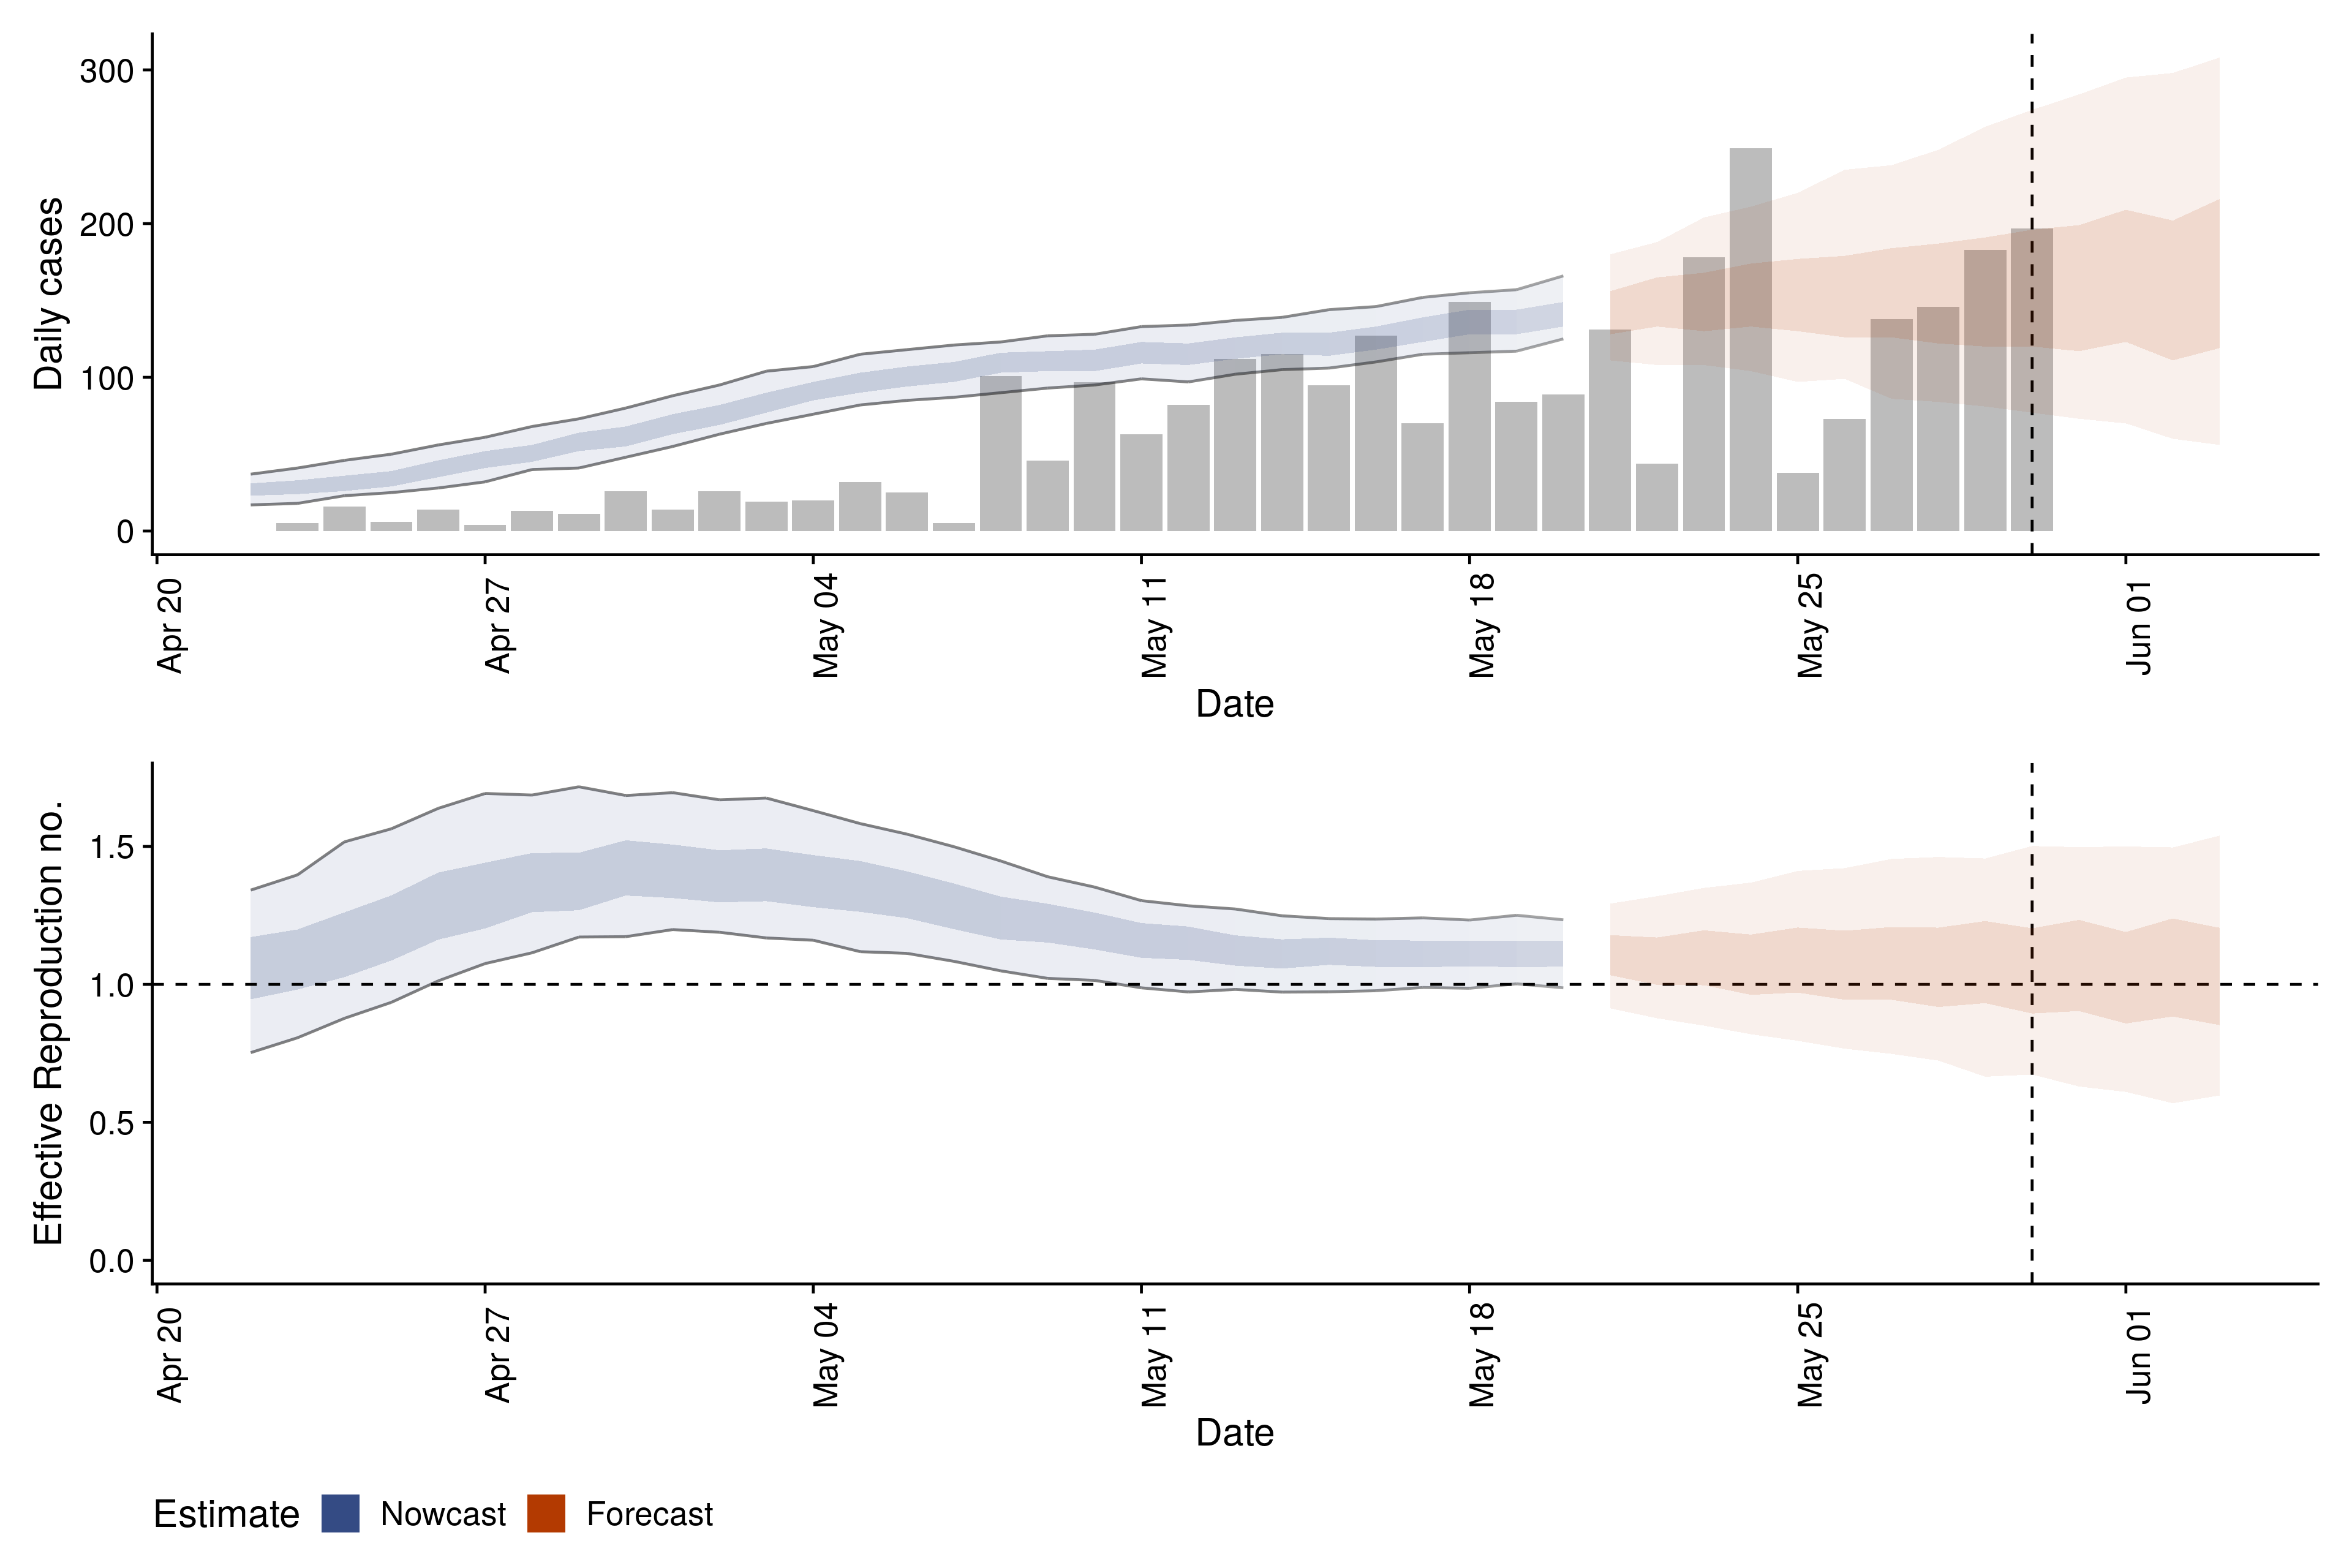 300
200
100
0
Daily cases
Apr 20
Apr 27
May 04
May 11
May 18
May 25
Jun 01
Date
1.5
1.0
0.5
0.0
Effective Reproduction no.
Apr 20
Apr 27
May 04
May 11
May 18
May 25
Jun 01
Date
Estimate Nowcast Forecast